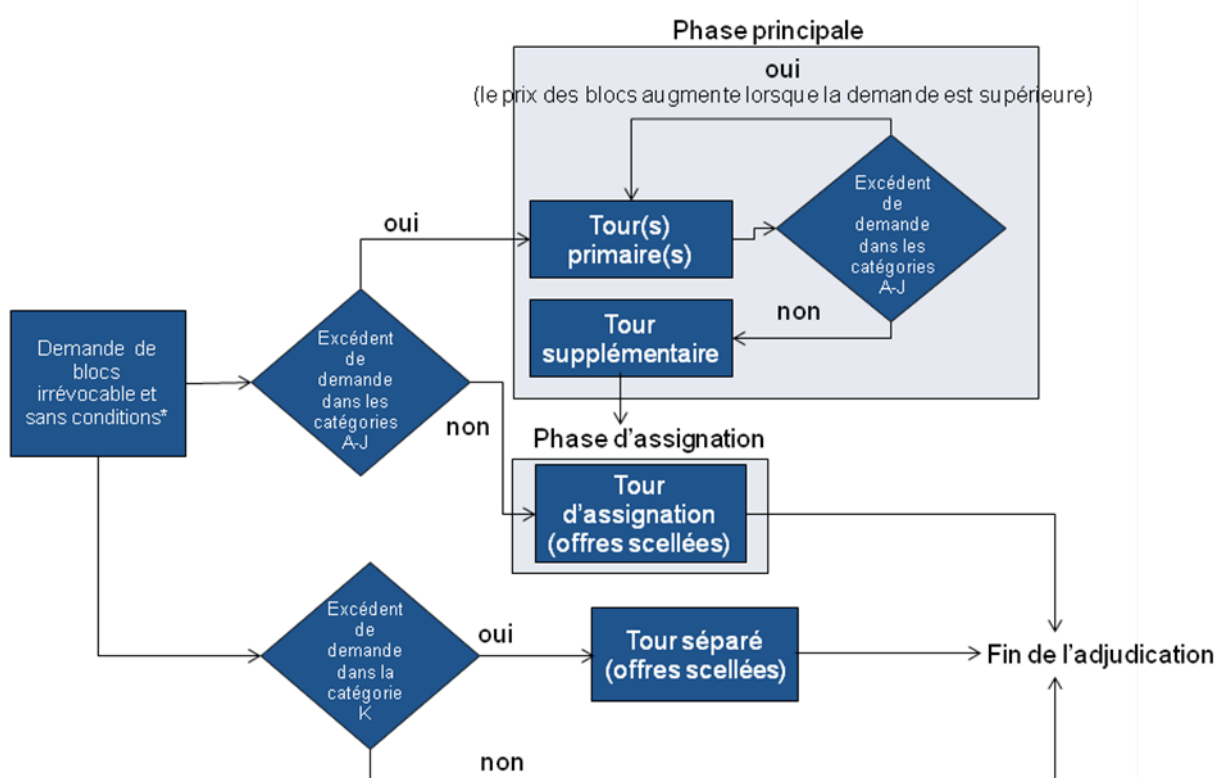 Phase principale
oui
(le prix des blocs augmente lorsque la demande est supérieure)
Excédent
de
demande
dans les
catégories
A-J
Tour(s)
primaire(s)
oui
non
Tour
supplémentaire
Demande de
blocs
irrévocable et
sans conditions*
Excédent
de
demande
dans les
catégories
A-J
non
Phase d'assignation
Tour
d'assignation
(offres scellées)
Excédent
de
demande
dans la
catégorie
K
oui
Tour séparé
(offres scellées)
Fin de l'adjudication
non